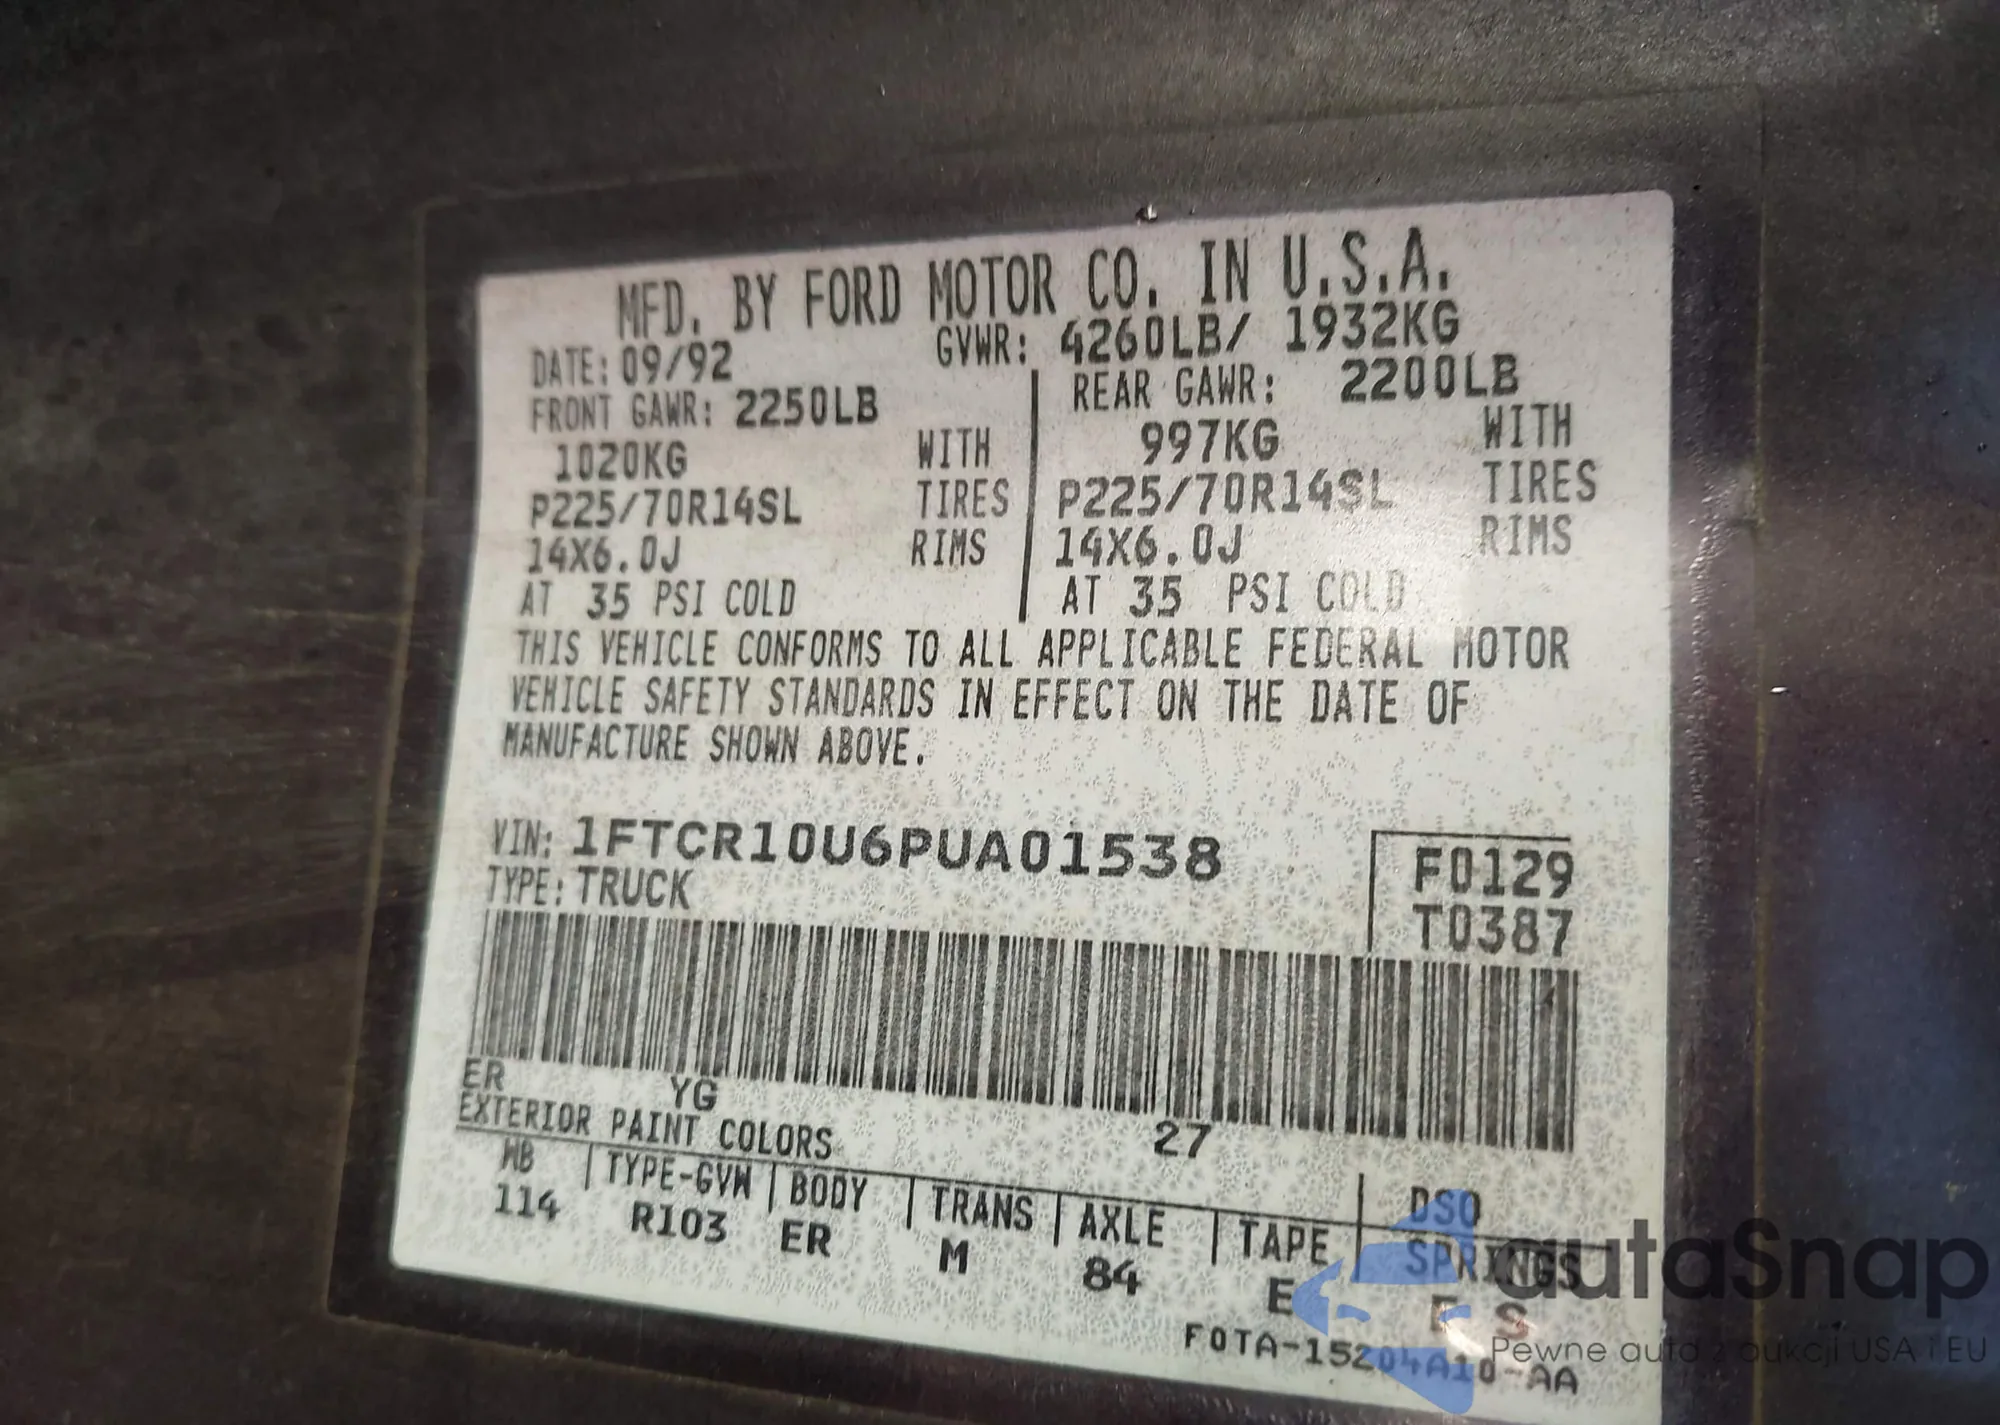 MFD. BY FORD MOTOR CO. IN U.S.A.
DATE: 09/92 GVWR: 4260LB/ 1932KG
FRONT GAWR: 2250LB REAR GAWR: 2200LB
1020KG WITH 997KG WITH
P225/70R14SL TIRES P225/70R14SL TIRES
14X6.0J RIMS 14X6.0J RIMS
AT 35 PSI COLD AT 35 PSI COLD
THIS VEHICLE CONFORMS TO ALL APPLICABLE FEDERAL MOTOR
VEHICLE SAFETY STANDARDS IN EFFECT ON THE DATE OF
MANUFACTURE SHOWN ABOVE.
VIN: 1FTCR10U6PUA01538 F0129
TYPE: TRUCK T0387
ER YG
EXTERIOR PAINT COLORS 27 DSO
WB TYPE-GVW BODY TRANS AXLE TAPE SPRINGS
114 R103 ER M 84 E E S
F0TA-15204A10-AA
autaSnap
Pewne auta z aukcji USA i EU